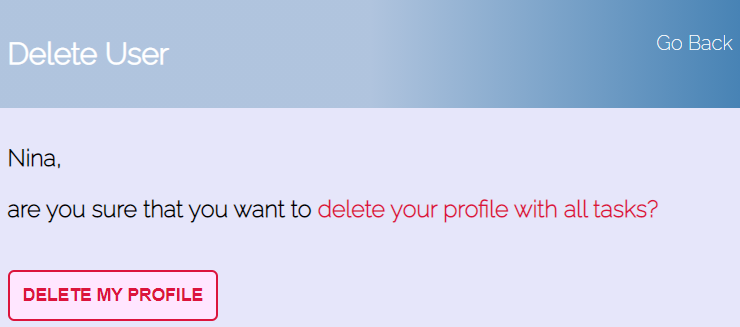 Delete User
Go Back
Nina,
are you sure that you want to delete your profile with all tasks?
DELETE MY PROFILE